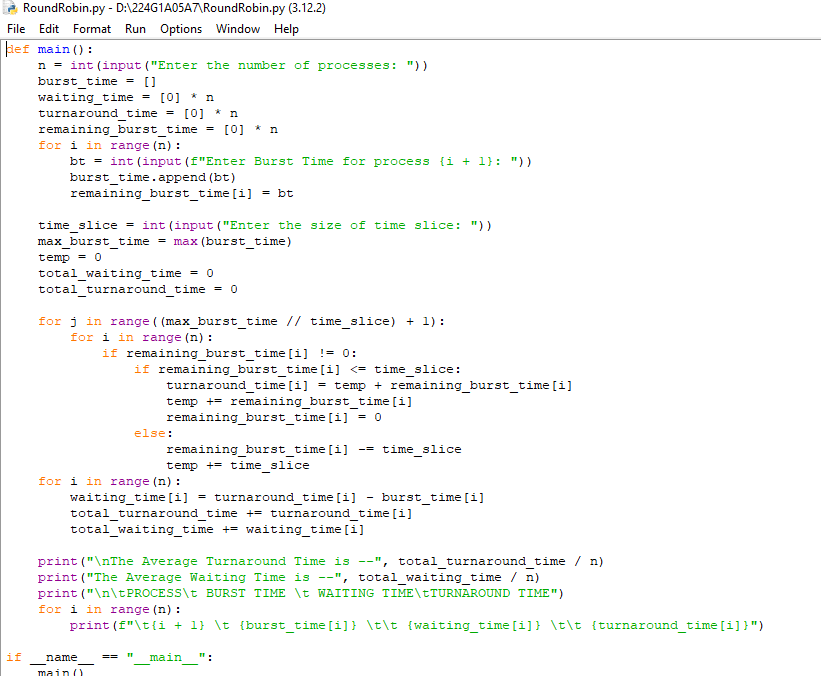 RoundRobin.py - D:\224G1A05A7\RoundRobin.py (3.12.2)
File Edit Format Run Options Window Help
def main():
    n = int(input("Enter the number of processes: "))
    burst_time = []
    waiting_time = [0] * n
    turnaround_time = [0] * n
    remaining_burst_time = [0] * n
    for i in range(n):
        bt = int(input(f"Enter Burst Time for process {i + 1}: "))
        burst_time.append(bt)
        remaining_burst_time[i] = bt

    time_slice = int(input("Enter the size of time slice: "))
    max_burst_time = max(burst_time)
    temp = 0
    total_waiting_time = 0
    total_turnaround_time = 0

    for j in range((max_burst_time // time_slice) + 1):
        for i in range(n):
            if remaining_burst_time[i] != 0:
                if remaining_burst_time[i] <= time_slice:
                    turnaround_time[i] = temp + remaining_burst_time[i]
                    temp += remaining_burst_time[i]
                    remaining_burst_time[i] = 0
                else:
                    remaining_burst_time[i] -= time_slice
                    temp += time_slice
    for i in range(n):
        waiting_time[i] = turnaround_time[i] - burst_time[i]
        total_turnaround_time += turnaround_time[i]
        total_waiting_time += waiting_time[i]

    print("\nThe Average Turnaround Time is --", total_turnaround_time / n)
    print("The Average Waiting Time is --", total_waiting_time / n)
    print("\n\tPROCESS\t BURST TIME \t WAITING TIME\tTURNAROUND TIME")
    for i in range(n):
        print(f"\t{i + 1} \t {burst_time[i]} \t\t {waiting_time[i]} \t\t {turnaround_time[i]}")

if __name__ == "__main__":
    main()